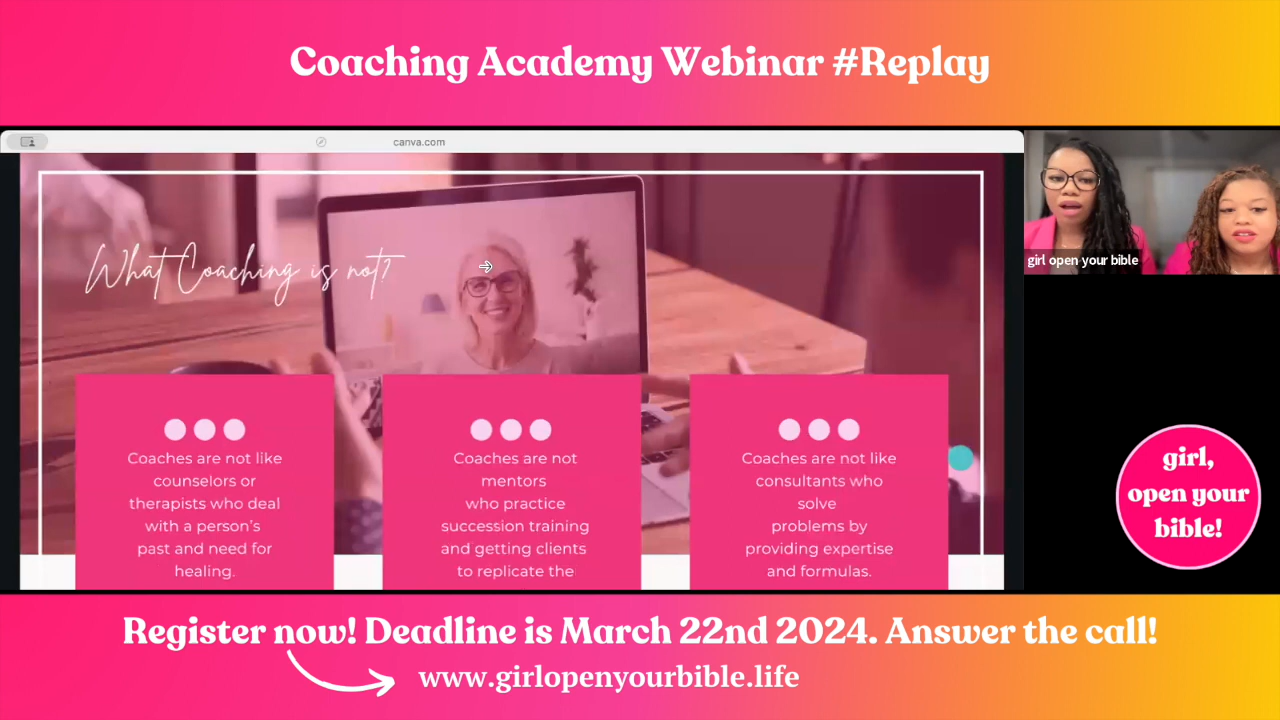 Coaching Academy Webinar #Replay
canva.com
What Coaching is not?
Coaches are not like
counselors or
therapists who deal
with a person's
past and need for
healing.
Coaches are not
mentors
who practice
succession training
and getting clients
to replicate the
Coaches are not like
consultants who
solve
problems by
providing expertise
and formulas.
girl open your bible
girl,
open your
bible!
Register now! Deadline is March 22nd 2024. Answer the call!
www.girlopenyourbible.life